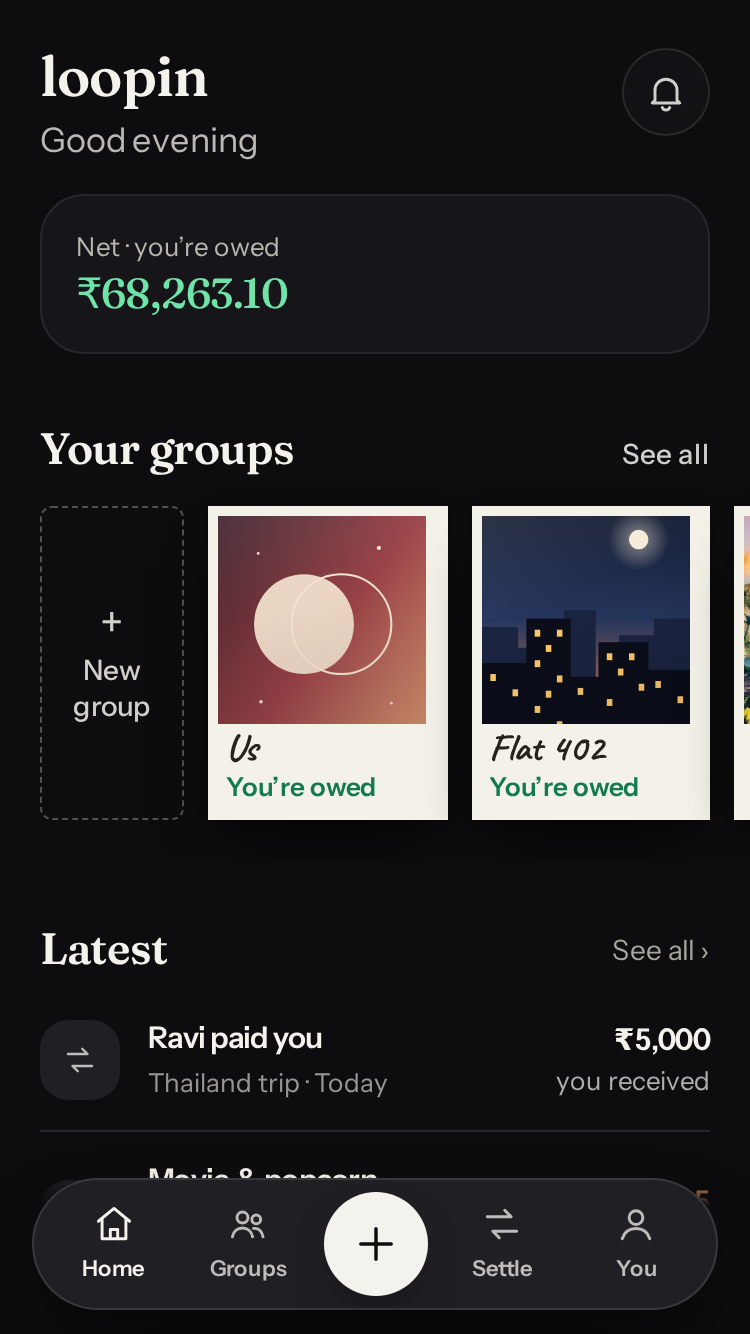 loopin
Good evening
Net · you’re owed
₹68,263.10
Your groups
See all
+
New
group
Us
You’re owed
Flat 402
You’re owed
Latest
See all ›
Ravi paid you
₹5,000
Thailand trip · Today
you received
Movie & popcorn
Home
Groups
Settle
You